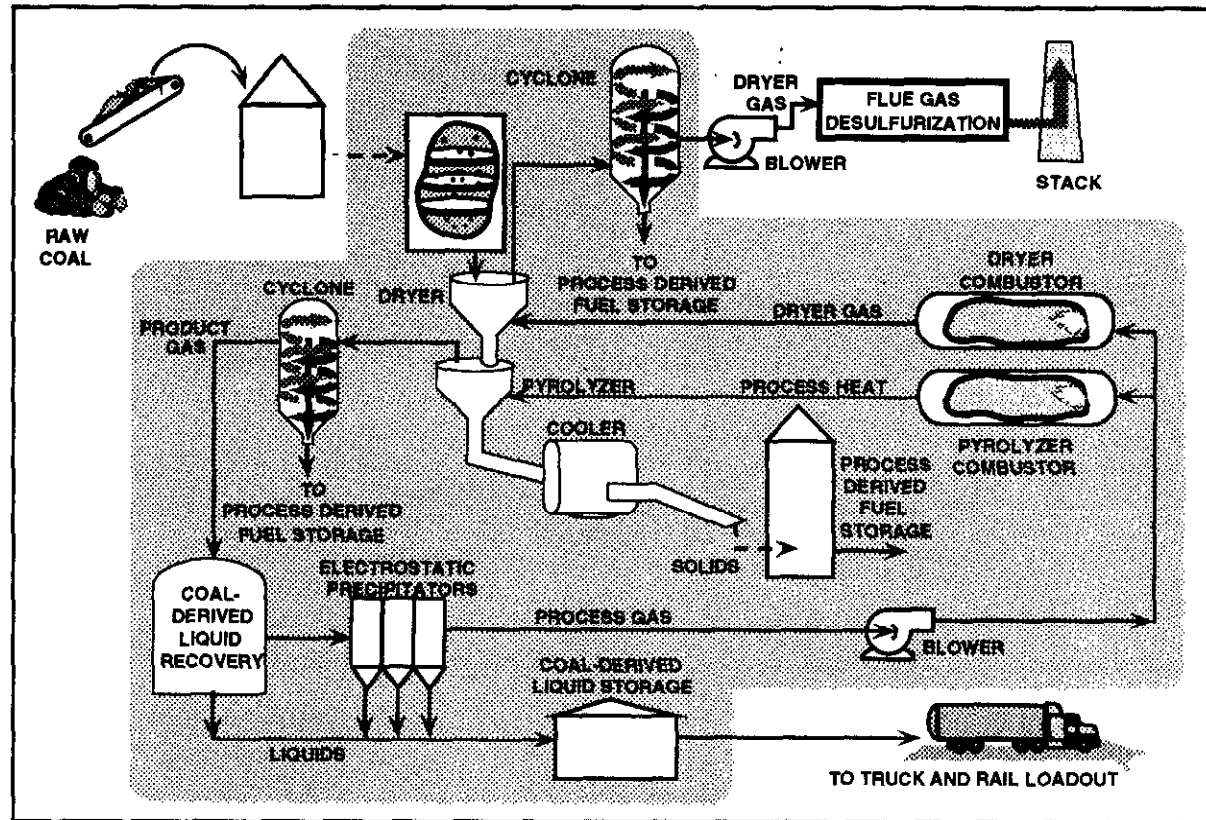 CYCLONE
DRYER
GAS
FLUE GAS
DESULFURIZATION
BLOWER
STACK
RAW
COAL
TO
PROCESS DERIVED
FUEL STORAGE
DRYER
COMBUSTOR
CYCLONE
DRYER
PRODUCT
GAS
DRYER GAS
PYROLYZER
PROCESS HEAT
COOLER
PYROLYZER
COMBUSTOR
PROCESS
DERIVED
FUEL
STORAGE
TO
PROCESS DERIVED
FUEL STORAGE
SOLIDS
ELECTROSTATIC
PRECIPITATORS
COAL-
DERIVED
LIQUID
RECOVERY
PROCESS GAS
BLOWER
COAL-DERIVED
LIQUID STORAGE
LIQUIDS
TO TRUCK AND RAIL LOADOUT